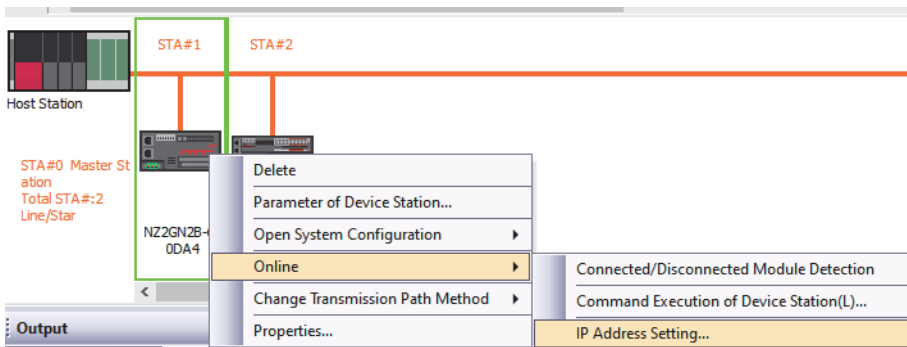 STA#1
STA#2
Host Station
STA#0 Master St
ation
Total STA#:2
Line/Star
NZ2GN2B-
0DA4
Delete
Parameter of Device Station...
Open System Configuration
Online
Change Transmission Path Method
Properties...
Connected/Disconnected Module Detection
Command Execution of Device Station(L)...
IP Address Setting...
Output